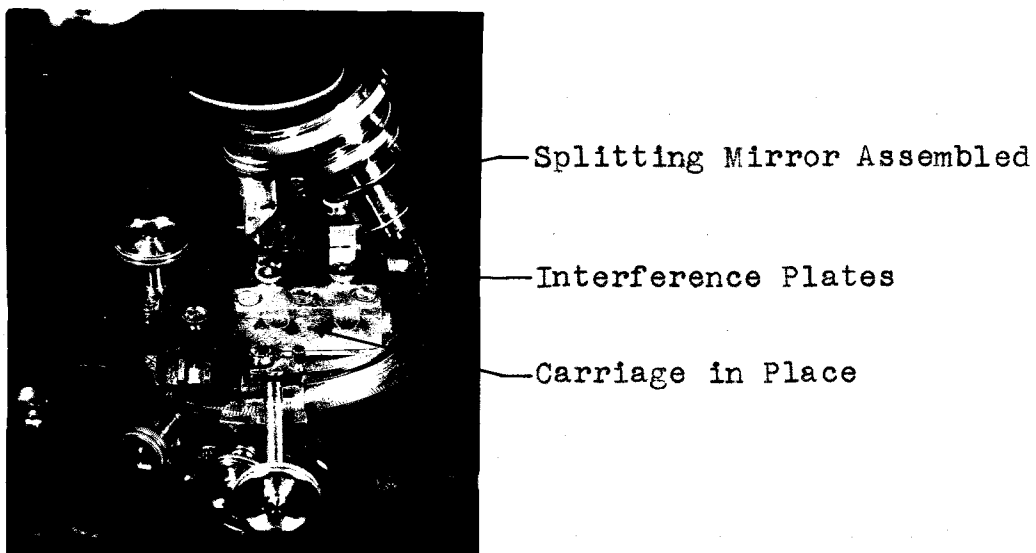 Splitting Mirror Assembled
Interference Plates
Carriage in Place